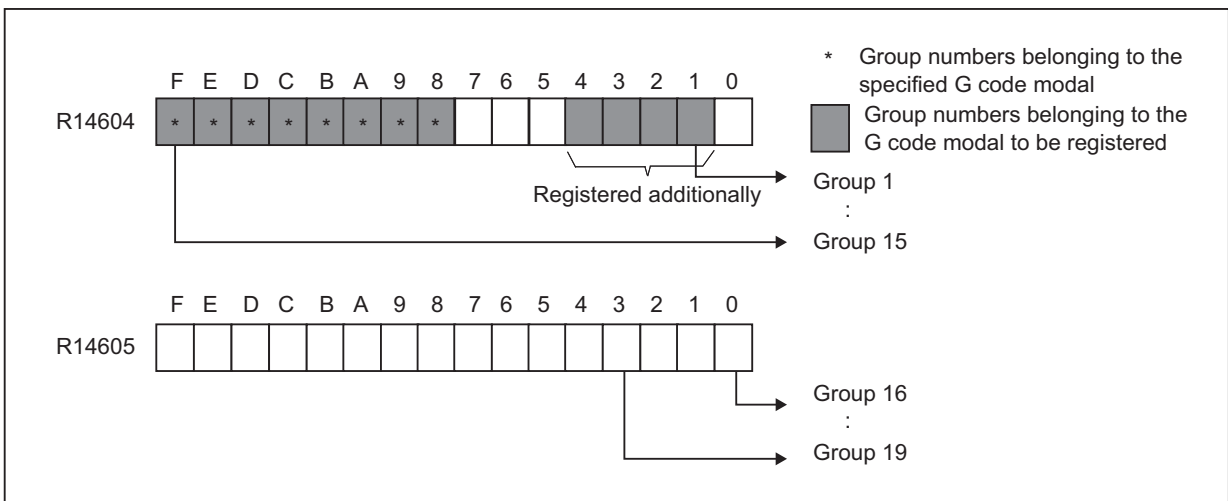 F E D C B A 9 8 7 6 5 4 3 2 1 0
R14604 * * * * * * * *
Registered additionally
* Group numbers belonging to the
specified G code modal
Group numbers belonging to the
G code modal to be registered
Group 1
:
Group 15
F E D C B A 9 8 7 6 5 4 3 2 1 0
R14605
Group 16
:
Group 19